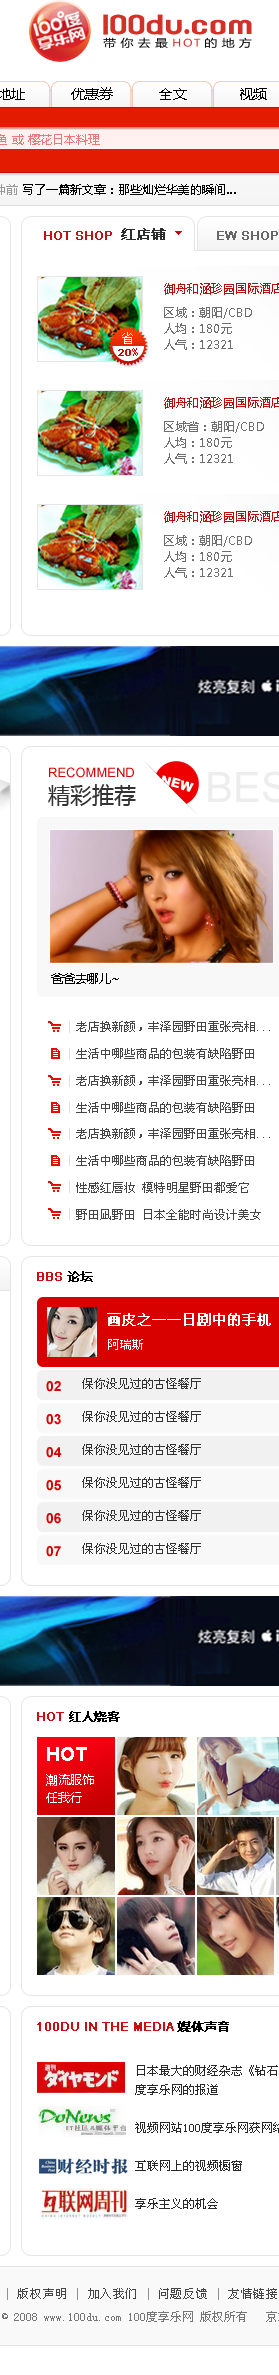 100度
享乐网
100du.com
带你去最HOT的地方
地址
优惠券
全文
视频
鱼 或 樱花日本料理
钟前 写了一篇新文章：那些灿烂华美的瞬间...
HOT SHOP 红店铺
EW SHOP
省
20%
御舟和涵珍园国际酒店
区域：朝阳/CBD
人均：180元
人气：12321
御舟和涵珍园国际酒店
区域省：朝阳/CBD
人均：180元
人气：12321
御舟和涵珍园国际酒店
区域：朝阳/CBD
人均：180元
人气：12321
炫亮复刻
RECOMMEND
精彩推荐
NEW
BES
爸爸去哪儿~
老店换新颜，丰泽园野田重张亮相...
生活中哪些商品的包装有缺陷野田
老店换新颜，丰泽园野田重张亮相...
生活中哪些商品的包装有缺陷野田
老店换新颜，丰泽园野田重张亮相...
生活中哪些商品的包装有缺陷野田
性感红唇妆 模特明星野田都爱它
野田凪野田 日本全能时尚设计美女
BBS 论坛
画皮之一一日剧中的手机
阿瑞斯
02 保你没见过的古怪餐厅
03 保你没见过的古怪餐厅
04 保你没见过的古怪餐厅
05 保你没见过的古怪餐厅
06 保你没见过的古怪餐厅
07 保你没见过的古怪餐厅
炫亮复刻
HOT 红人烧客
HOT
潮流服饰
任我行
100DU IN THE MEDIA 媒体声音
週刊
ダイヤモンド
日本最大的财经杂志《钻石
度享乐网的报道
DoNews
IT社区&媒体平台
视频网站100度享乐网获网络
财经时报
互联网上的视频橱窗
互联网周刊
CHINA INTERNET WEEKLY
享乐主义的机会
| 版权声明 | 加入我们 | 问题反馈 | 友情链接
© 2008 www.100du.com 100度享乐网 版权所有 京